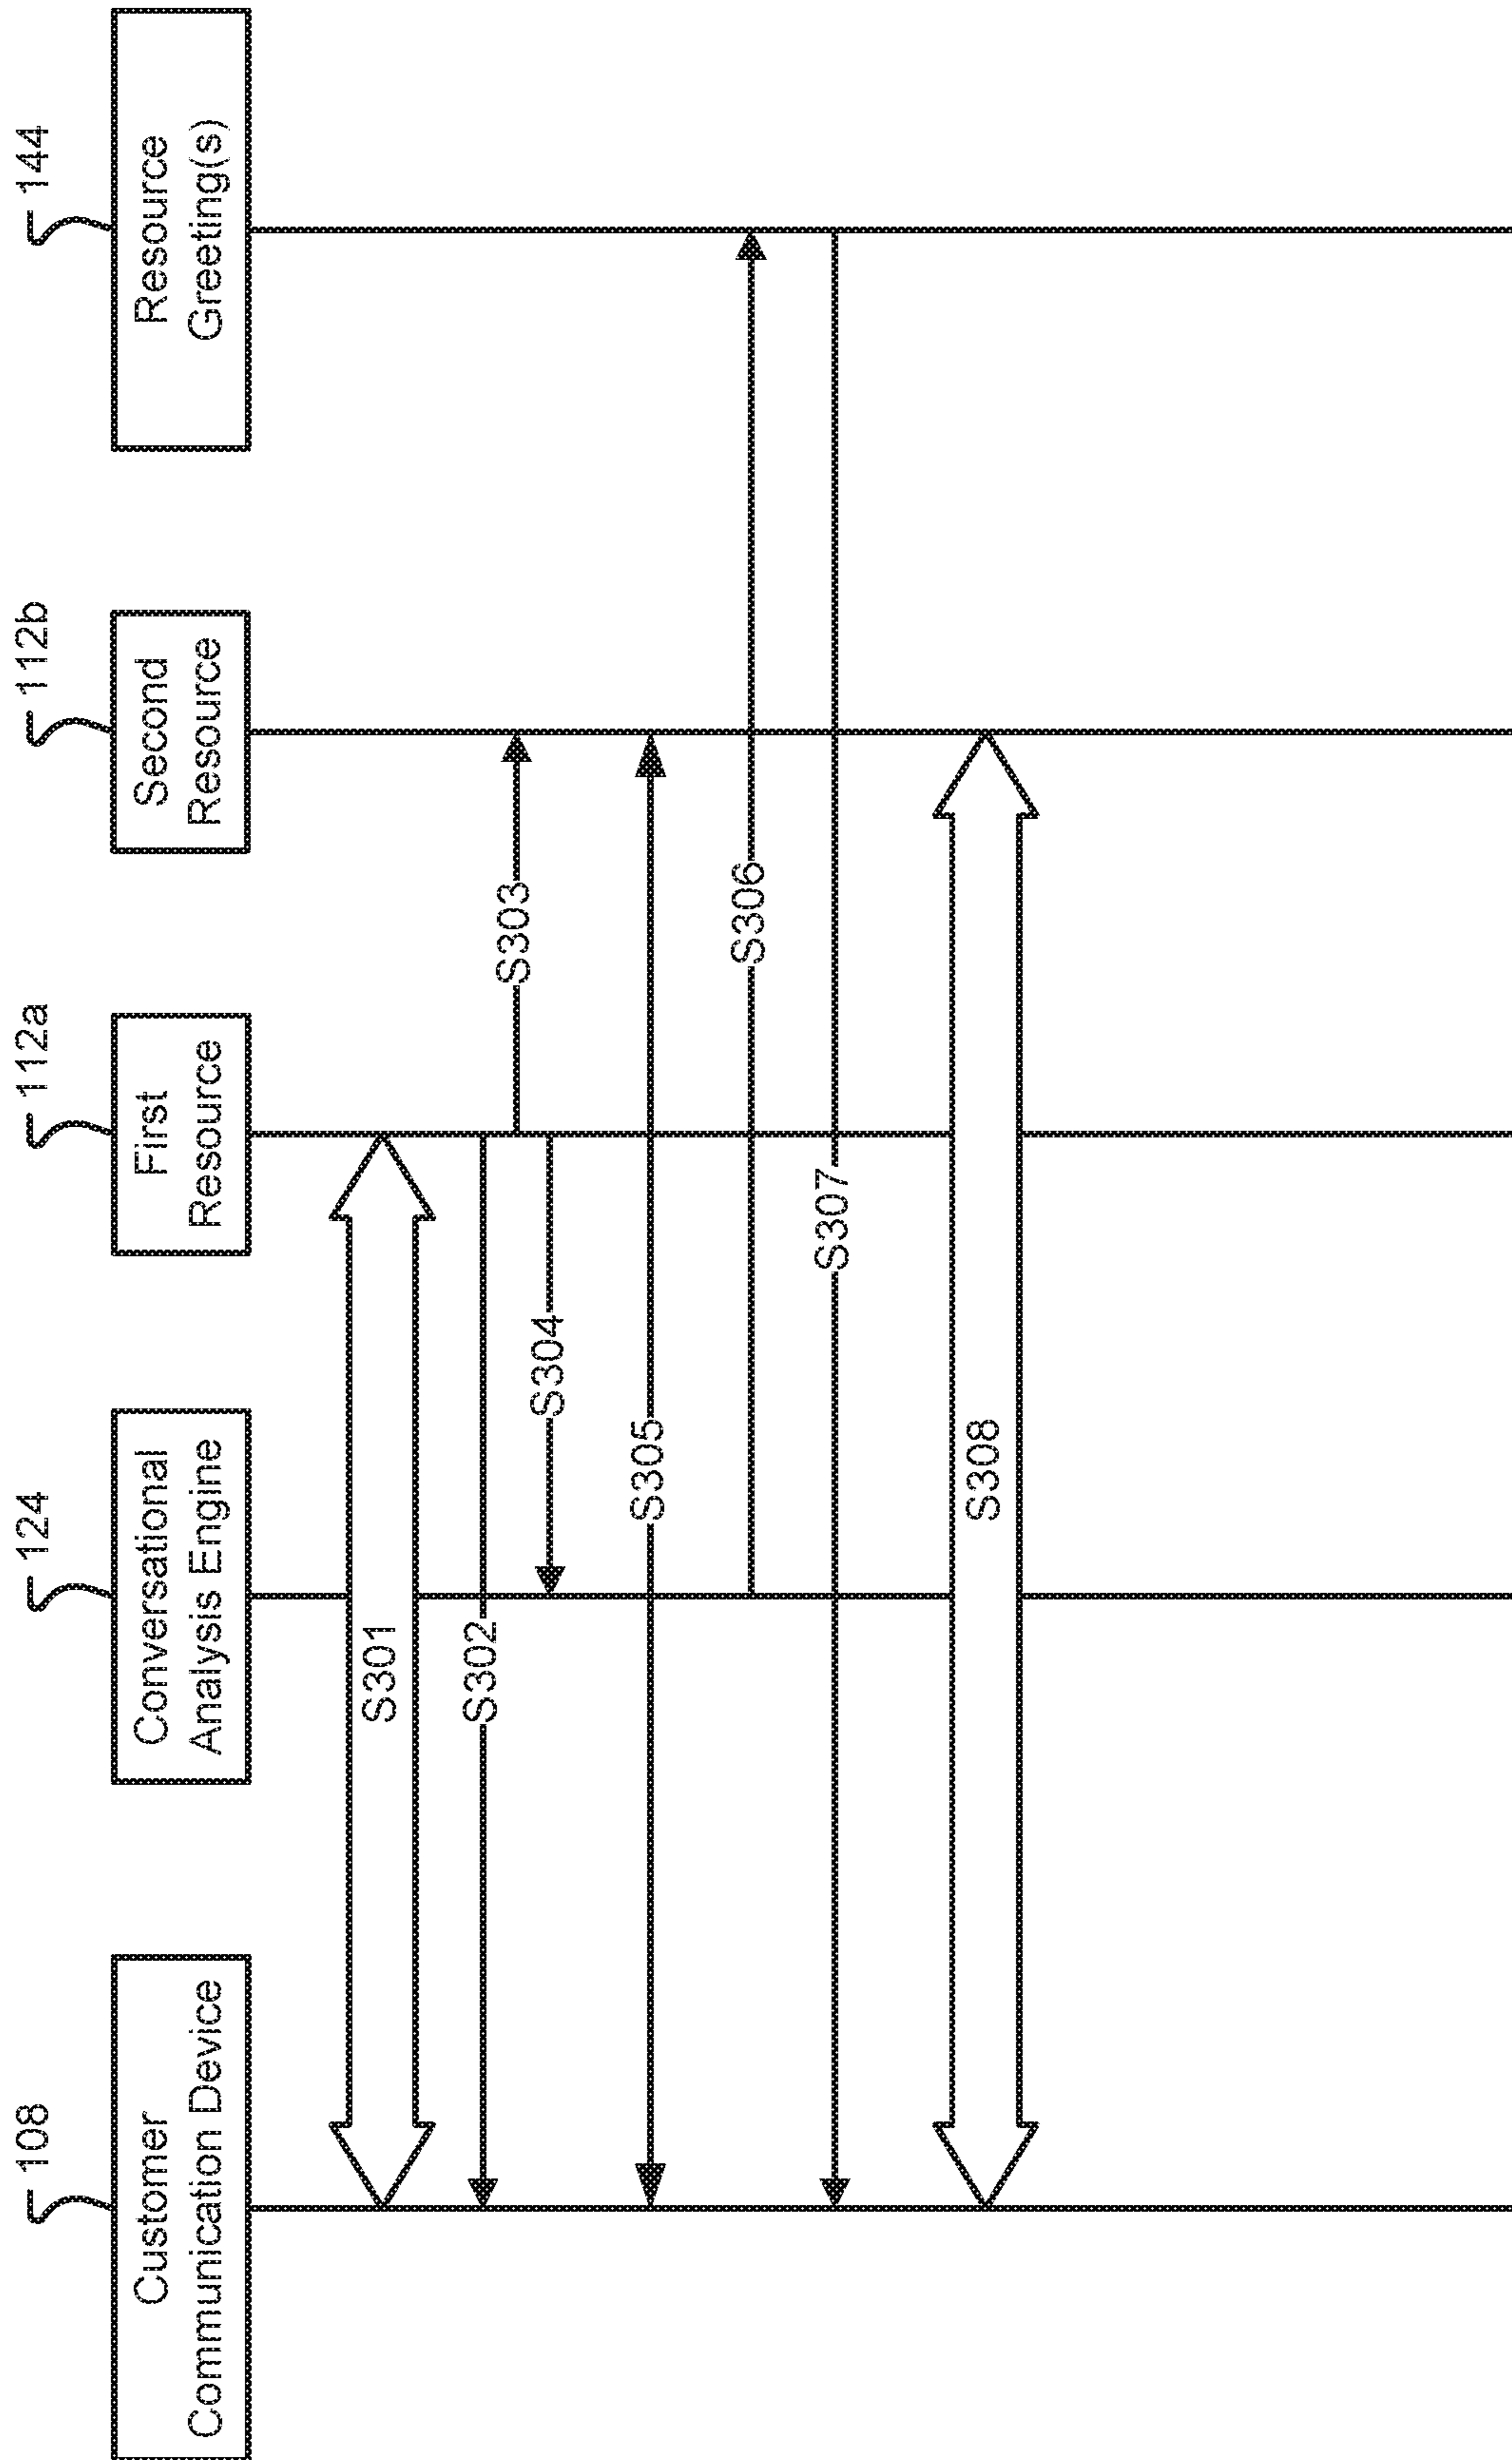 108
124
112a
112b
144
Customer
Communication Device
Conversational
Analysis Engine
First
Resource
Second
Resource
Resource
Greeting(s)
S301
S302
S303
S304
S305
S306
S307
S308